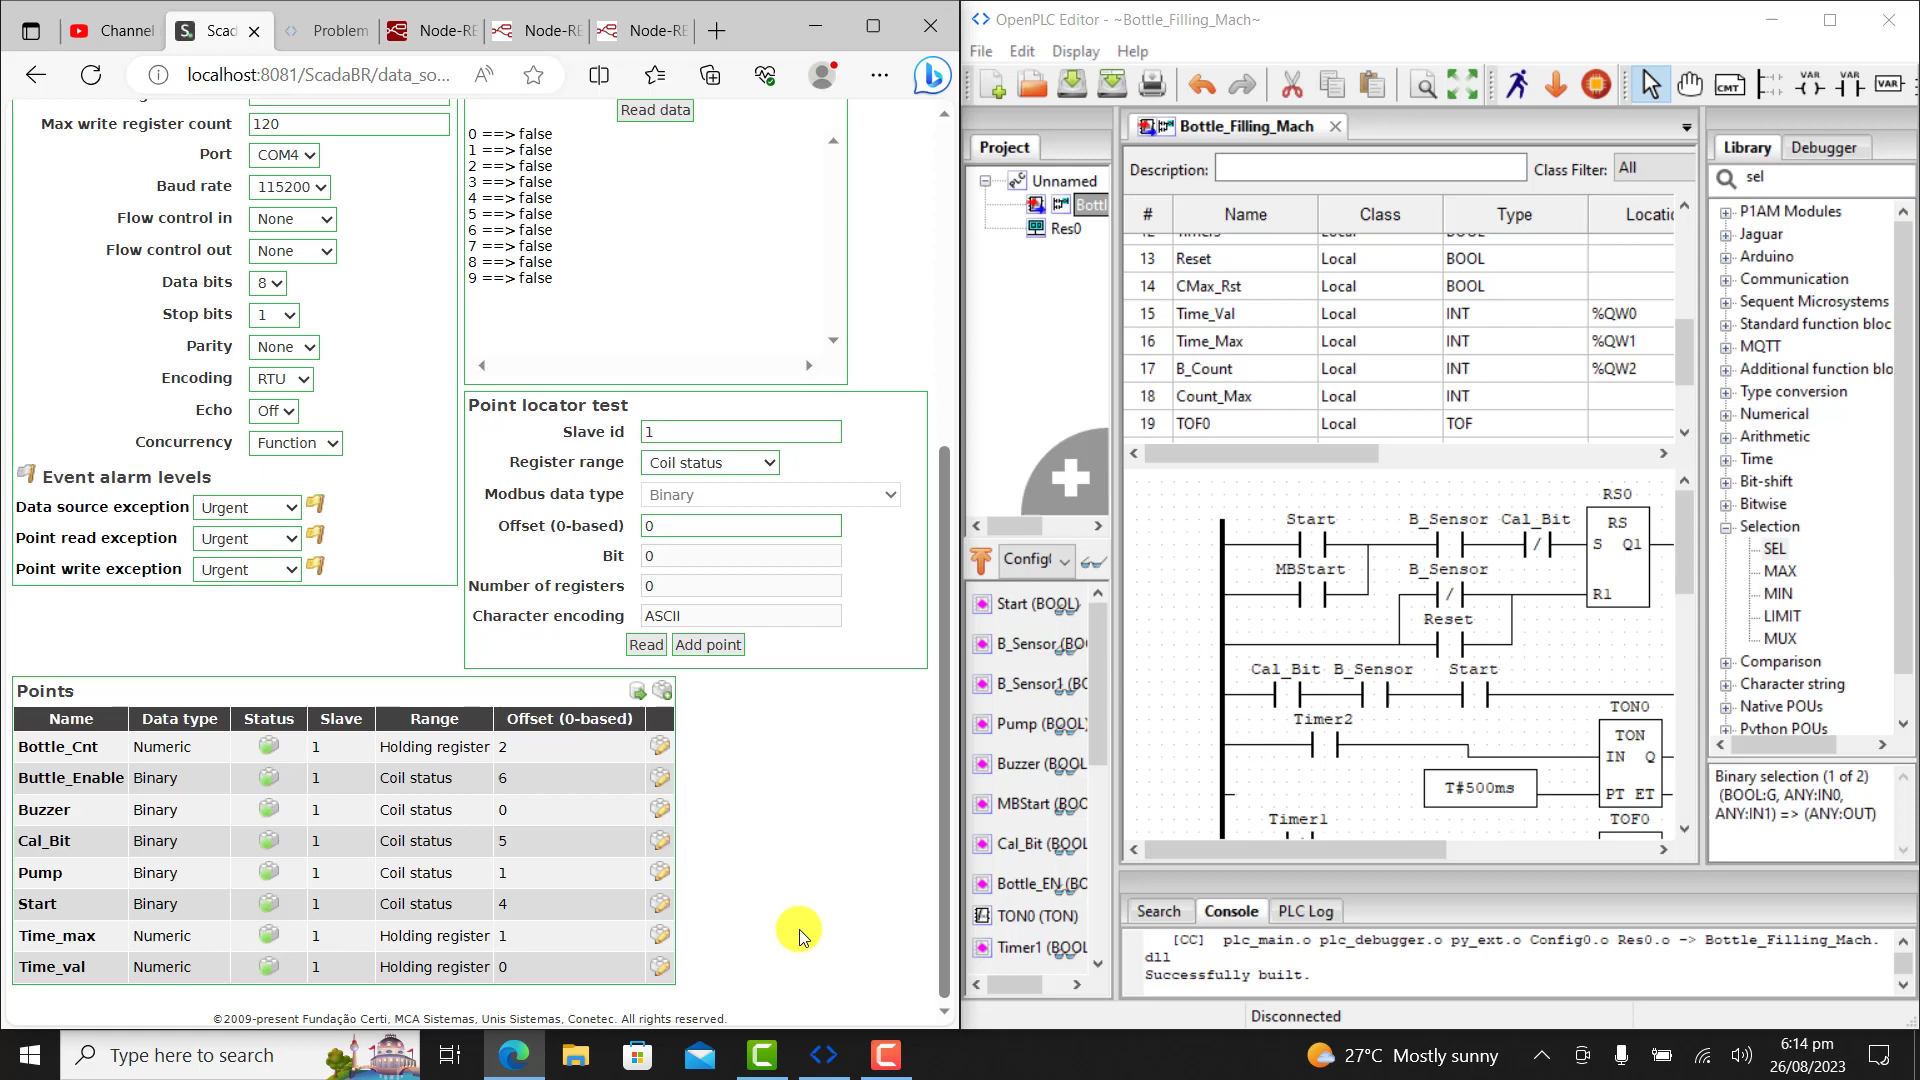 Channel
Scad
Problem
Node-RE
Node-RE
Node-RE
localhost:8081/ScadaBR/data_so...
Max write register count 120
Port COM4
Baud rate 115200
Flow control in None
Flow control out None
Data bits 8
Stop bits 1
Parity None
Encoding RTU
Echo Off
Concurrency Function
Event alarm levels
Data source exception Urgent
Point read exception Urgent
Point write exception Urgent
Read data
0 ==> false
1 ==> false
2 ==> false
3 ==> false
4 ==> false
5 ==> false
6 ==> false
7 ==> false
8 ==> false
9 ==> false
Point locator test
Slave id 1
Register range Coil status
Modbus data type Binary
Offset (0-based) 0
Bit 0
Number of registers 0
Character encoding ASCII
Read Add point
Points
Name Data type Status Slave Range Offset (0-based)
Bottle_Cnt Numeric 1 Holding register 2
Buttle_Enable Binary 1 Coil status 6
Buzzer Binary 1 Coil status 0
Cal_Bit Binary 1 Coil status 5
Pump Binary 1 Coil status 1
Start Binary 1 Coil status 4
Time_max Numeric 1 Holding register 1
Time_val Numeric 1 Holding register 0
©2009-present Fundação Certi, MCA Sistemas, Unis Sistemas, Conetec. All rights reserved.
OpenPLC Editor - ~Bottle_Filling_Mach~
File Edit Display Help
CMT
VAR
VAR
VAR
Project
Unnamed
Bottl
Res0
Config(
Start (BOOL)
B_Sensor (BO
B_Sensor1 (BC
Pump (BOOL)
Buzzer (BOOL
MBStart (BOC
Cal_Bit (BOOL
Bottle_EN (BC
TON0 (TON)
Timer1 (BOOL
Bottle_Filling_Mach
Description: Class Filter: All
# Name Class Type Locatic
13 Reset Local BOOL
14 CMax_Rst Local BOOL
15 Time_Val Local INT %QW0
16 Time_Max Local INT %QW1
17 B_Count Local INT %QW2
18 Count_Max Local INT
19 TOF0 Local TOF
RS0
Start B_Sensor Cal_Bit RS
S Q1
MBStart B_Sensor
R1
Reset
Cal_Bit B_Sensor Start
TON0
Timer2
TON
IN Q
T#500ms
PT ET
Timer1 TOF0
Search Console PLC Log
[CC] plc_main.o plc_debugger.o py_ext.o Config0.o Res0.o -> Bottle_Filling_Mach.
dll
Successfully built.
Disconnected
Library Debugger
sel
P1AM Modules
Jaguar
Arduino
Communication
Sequent Microsystems
Standard function bloc
MQTT
Additional function blo
Type conversion
Numerical
Arithmetic
Time
Bit-shift
Bitwise
Selection
SEL
MAX
MIN
LIMIT
MUX
Comparison
Character string
Native POUs
Python POUs
Binary selection (1 of 2)
(BOOL:G, ANY:IN0,
ANY:IN1) => (ANY:OUT)
Type here to search
27°C Mostly sunny
6:14 pm
26/08/2023